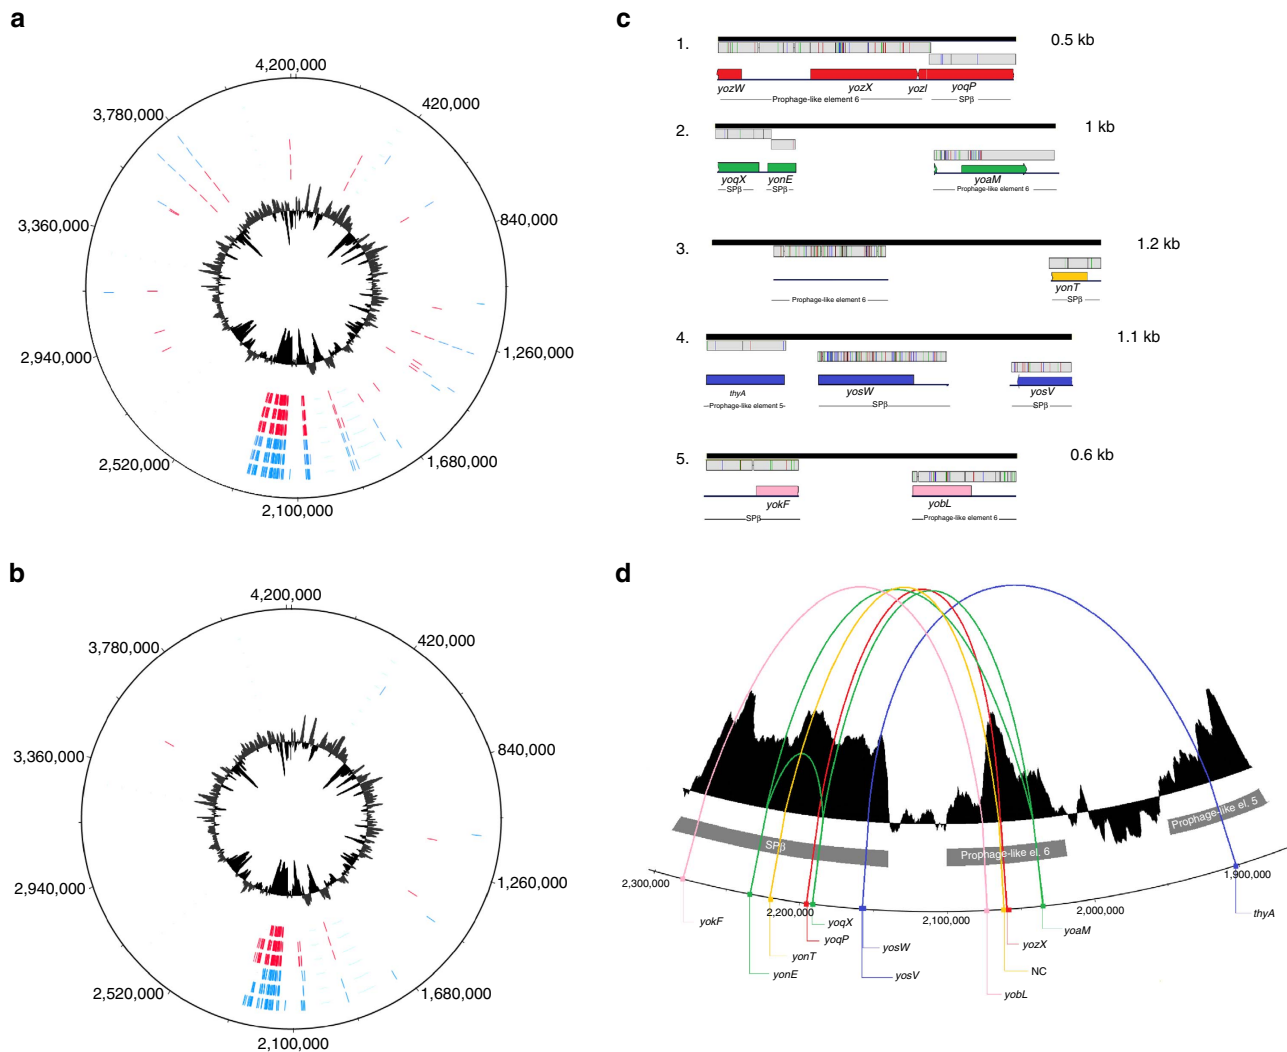 a
4,200,000
420,000
840,000
1,260,000
1,680,000
2,100,000
2,520,000
2,940,000
3,360,000
3,780,000
b
4,200,000
420,000
840,000
1,260,000
1,680,000
2,100,000
2,520,000
2,940,000
3,360,000
3,780,000
c
1.
0.5 kb
yozW yozX yozI yoqP
Prophage-like element 6 SPβ
2.
1 kb
yoqX yonE yoaM
SPβ SPβ Prophage-like element 6
3.
1.2 kb
yonT
Prophage-like element 6 SPβ
4.
1.1 kb
thyA yosW yosV
Prophage-like element 5 SPβ SPβ
5.
0.6 kb
yokF yobL
SPβ Prophage-like element 6
d
SPβ
Prophage-like el. 6
Prophage-like el. 5
2,300,000
2,200,000
2,100,000
2,000,000
1,900,000
yokF
yonE
yonT
yoqP
yoqX
yosW
yosV
yobL
NC
yozX
yoaM
thyA